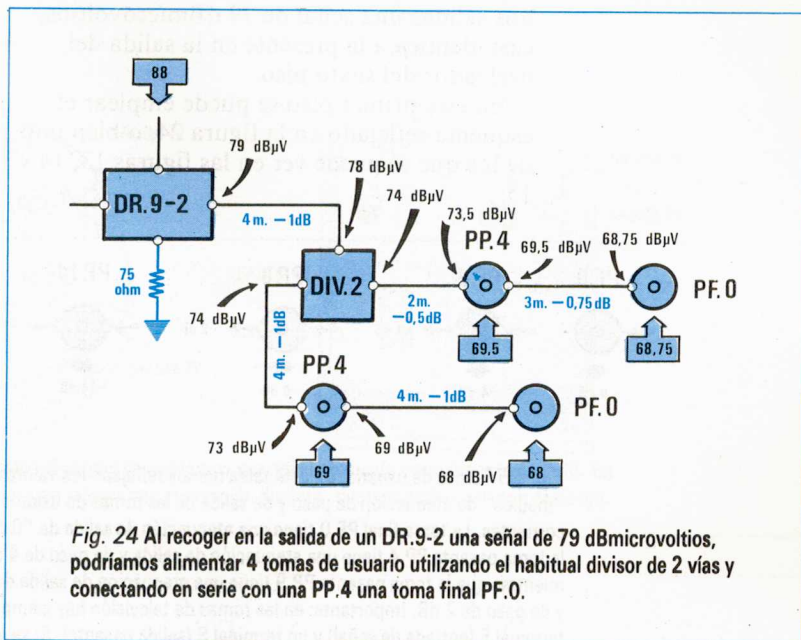 88
79 dBµV
78 dBµV
74 dBµV
73,5 dBµV
PP.4
69,5 dBµV
68,75 dBµV
DR.9-2
4 m. – 1dB
75
ohm
DIV.2
2m.
–0,5dB
3m. –0,75dB
PF.0
74 dBµV
4 m. – 1dB
69,5
68,75
PP.4
4 m. – 1dB
PF.0
73 dBµV
69 dBµV
68 dBµV
69
68
Fig. 24 Al recoger en la salida de un DR.9-2 una señal de 79 dBmicrovoltios,
podríamos alimentar 4 tomas de usuario utilizando el habitual divisor de 2 vías y
conectando en serie con una PP.4 una toma final PF.0.